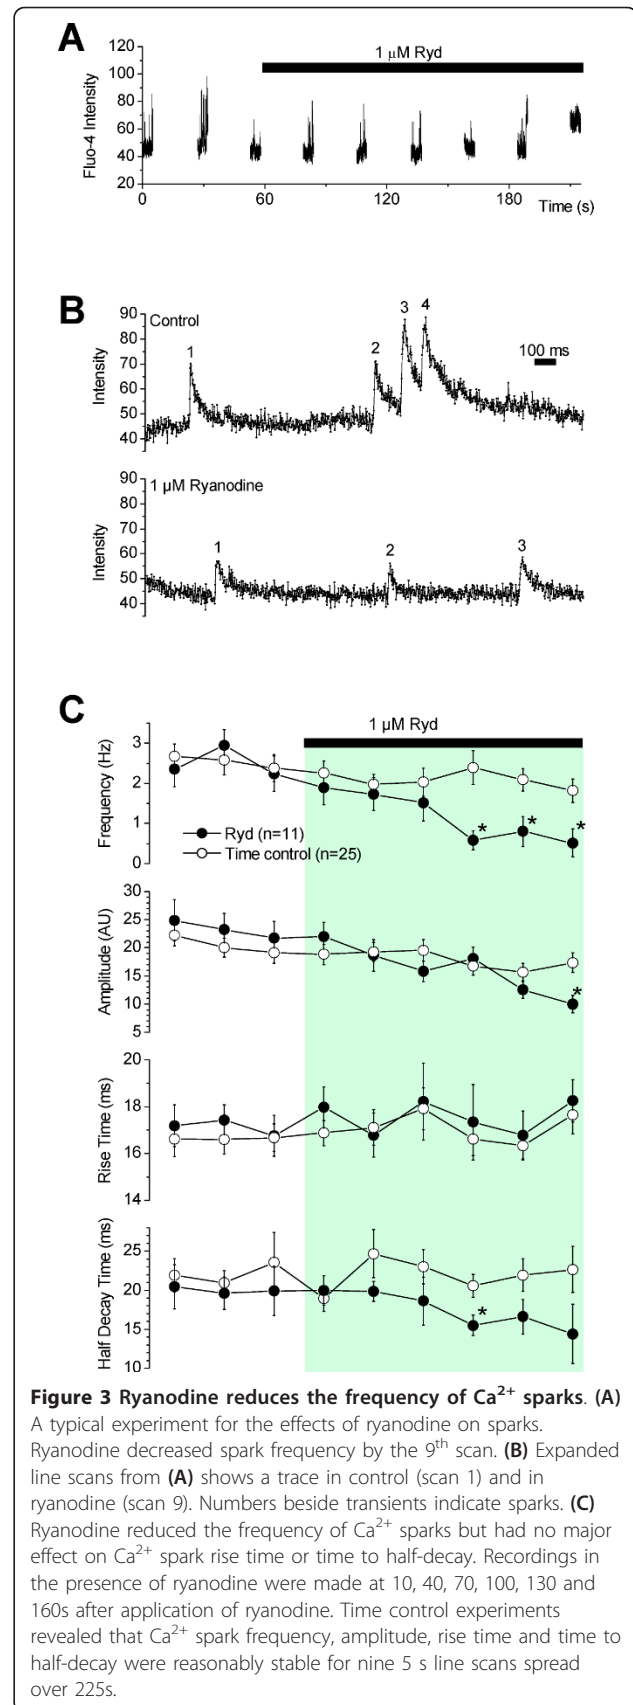 A
1 μM Ryd
120
100
80
60
40
20
Fluo-4 Intensity
0
60
120
180
Time (s)
B
Control
90
80
70
60
50
40
Intensity
1
2
3
4
100 ms
1 µM Ryanodine
90
80
70
60
50
40
Intensity
1
2
3
C
1 µM Ryd
3
2
1
0
Frequency (Hz)
Ryd (n=11)
Time control (n=25)
*
*
*
30
25
20
15
10
5
Amplitude (AU)
*
20
18
16
14
Rise Time (ms)
25
20
15
10
Half Decay Time (ms)
*
Figure 3 Ryanodine reduces the frequency of Ca2+ sparks. (A)
A typical experiment for the effects of ryanodine on sparks.
Ryanodine decreased spark frequency by the 9th scan. (B) Expanded
line scans from (A) shows a trace in control (scan 1) and in
ryanodine (scan 9). Numbers beside transients indicate sparks. (C)
Ryanodine reduced the frequency of Ca2+ sparks but had no major
effect on Ca2+ spark rise time or time to half-decay. Recordings in
the presence of ryanodine were made at 10, 40, 70, 100, 130 and
160s after application of ryanodine. Time control experiments
revealed that Ca2+ spark frequency, amplitude, rise time and time to
half-decay were reasonably stable for nine 5 s line scans spread
over 225s.